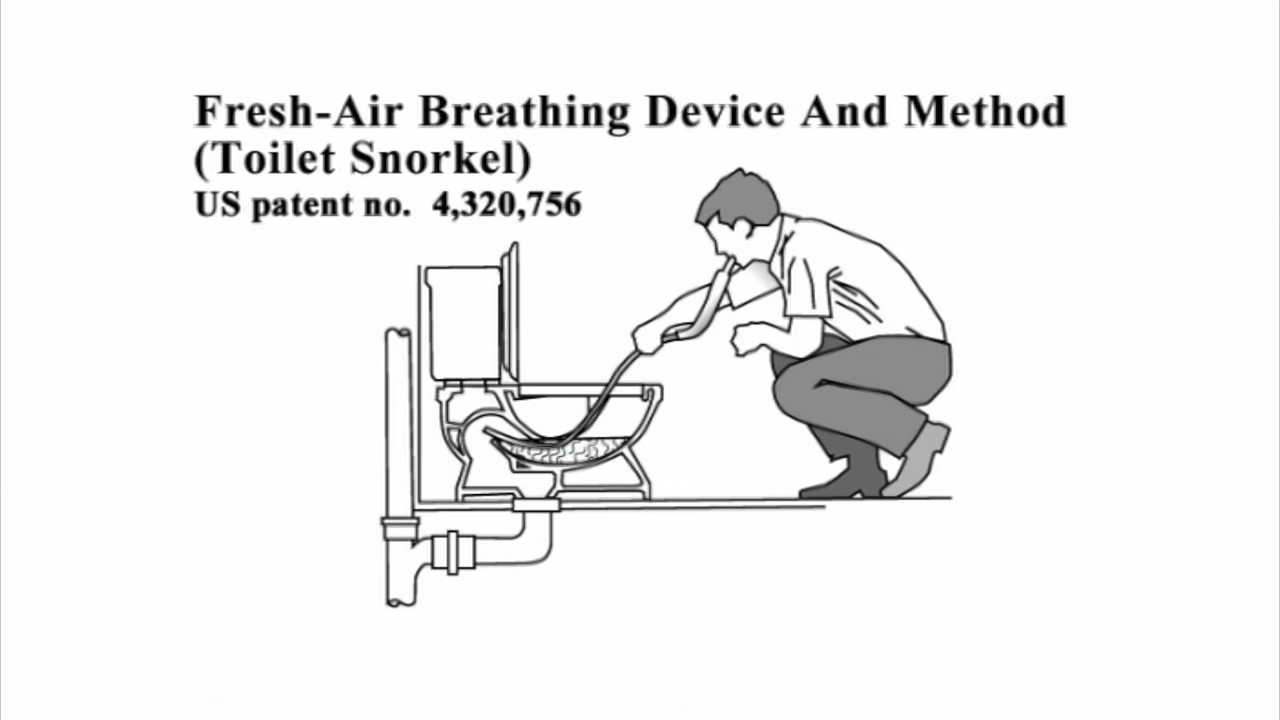 Fresh-Air Breathing Device And Method
(Toilet Snorkel)
US patent no. 4,320,756